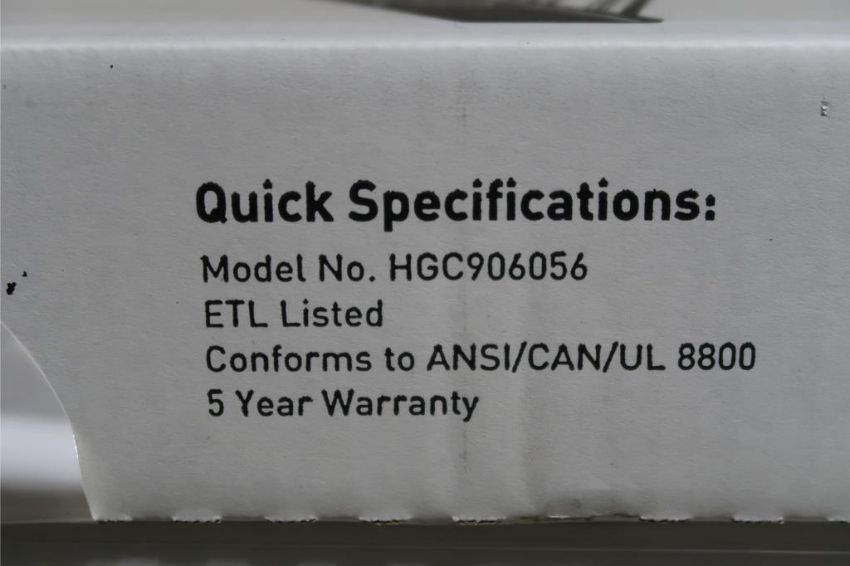 Quick Specifications:
Model No. HGC906056
ETL Listed
Conforms to ANSI/CAN/UL 8800
5 Year Warranty